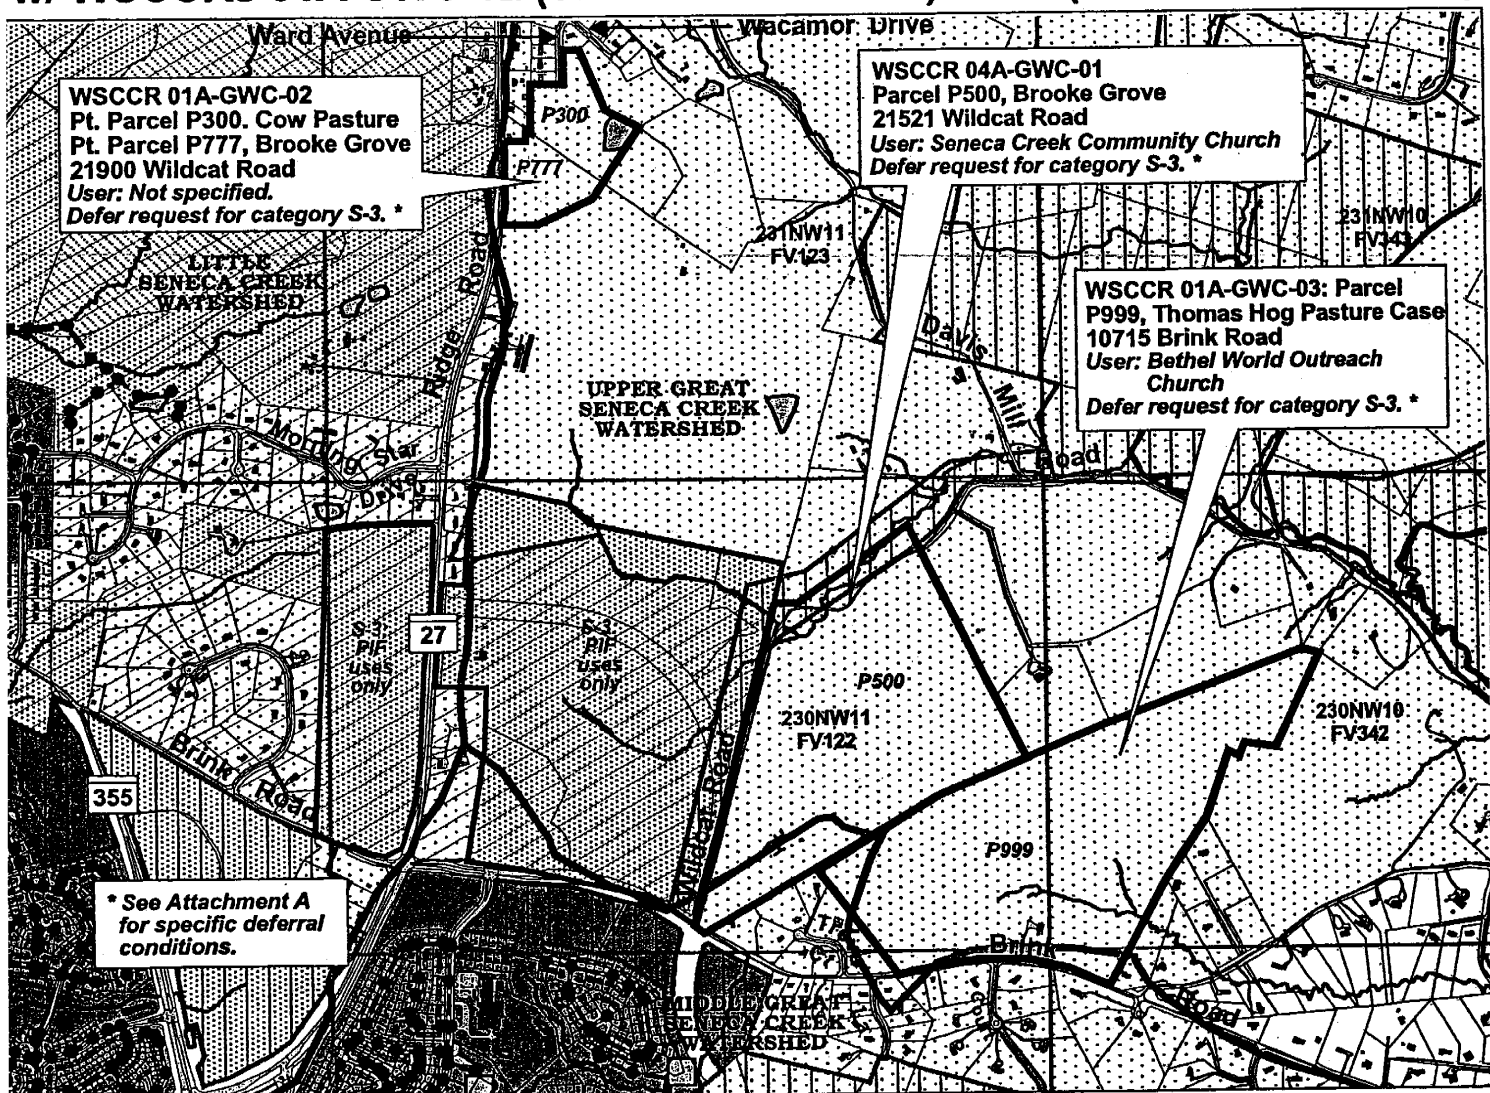 Ward Avenue
Wacamor Drive
WSCCR 01A-GWC-02
Pt. Parcel P300. Cow Pasture
Pt. Parcel P777, Brooke Grove
21900 Wildcat Road
User: Not specified.
Defer request for category S-3. *
P300
P777
WSCCR 04A-GWC-01
Parcel P500, Brooke Grove
21521 Wildcat Road
User: Seneca Creek Community Church
Defer request for category S-3. *
231NW11
FV123
231NW10
FV343
LITTLE
SENECA CREEK
WATERSHED
Ridge Road
WSCCR 01A-GWC-03: Parcel
P999, Thomas Hog Pasture Case
10715 Brink Road
User: Bethel World Outreach
Church
Defer request for category S-3. *
Davis Mill Road
UPPER GREAT
SENECA CREEK
WATERSHED
Morning Star
Drive
S-3
PIF
uses
only
27
S-3
PIF
uses
only
P500
230NW11
FV122
230NW10
FV342
Wildcat Road
Brink Road
355
P999
* See Attachment A
for specific deferral
conditions.
Brink Road
MIDDLE GREAT
SENECA CREEK
WATERSHED